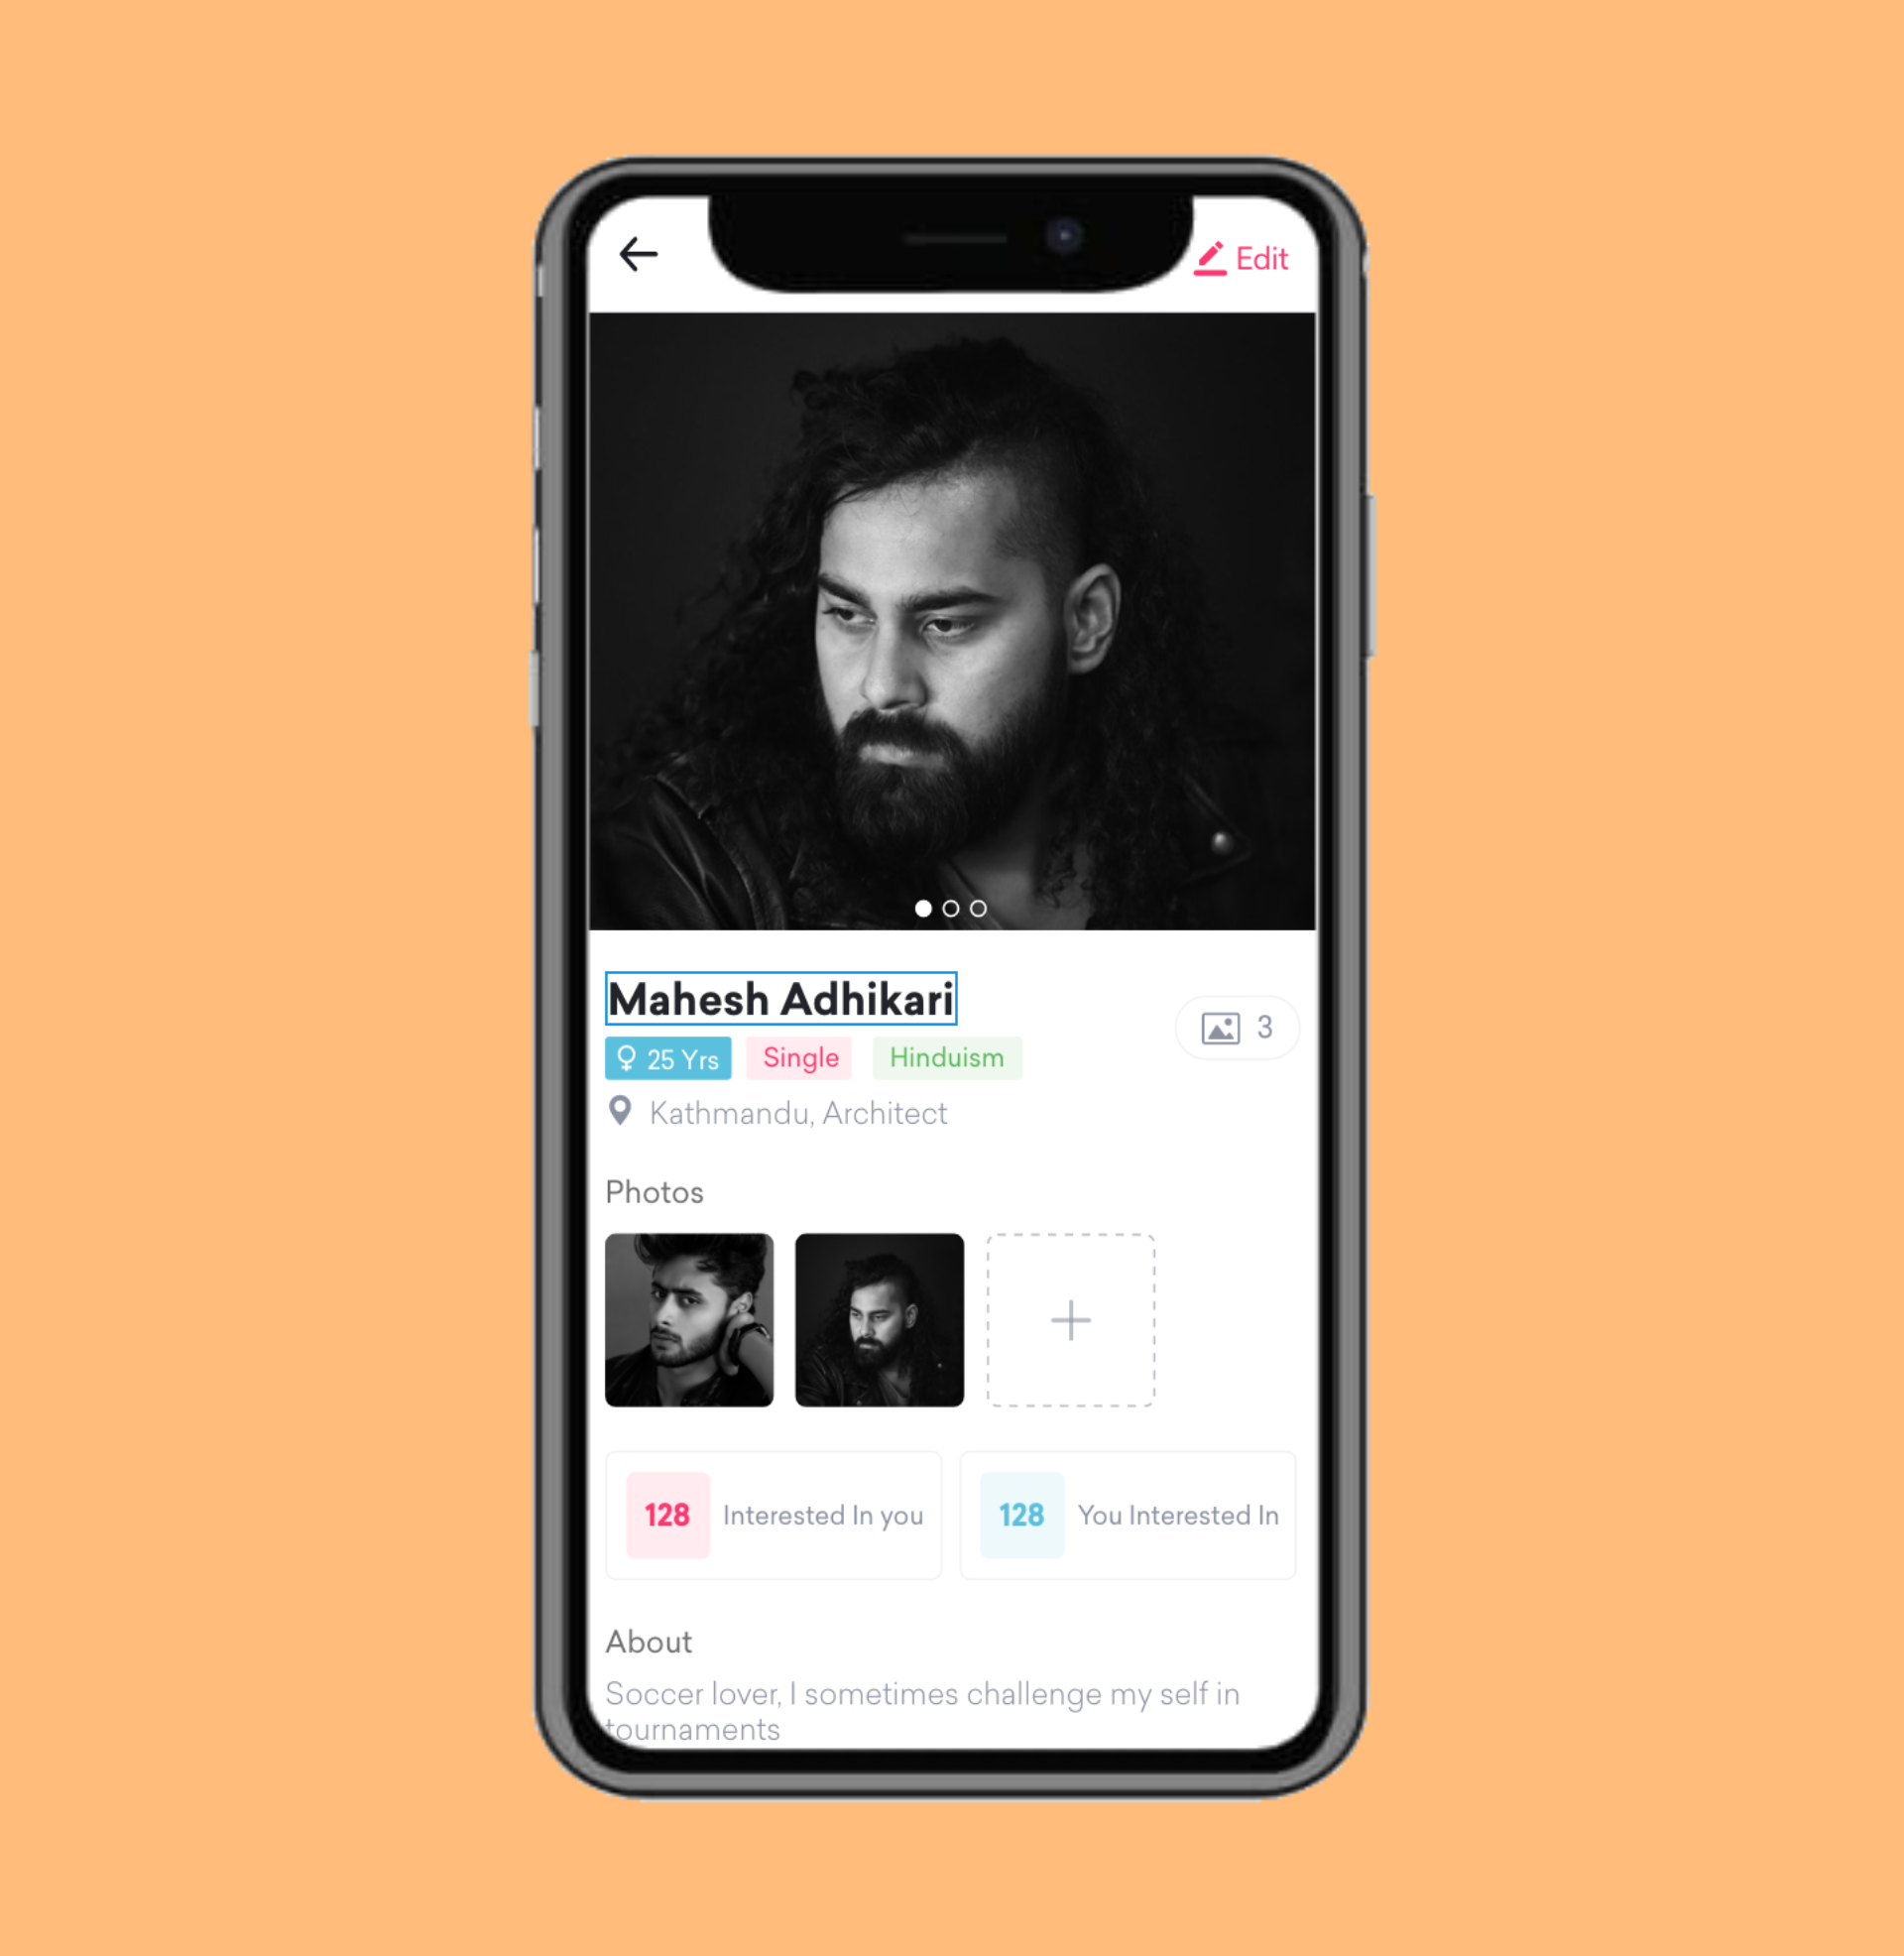 Edit
Mahesh Adhikari
3
25 Yrs
Single
Hinduism
Kathmandu, Architect
Photos
128
Interested In you
128
You Interested In
About
Soccer lover, I sometimes challenge my self in
tournaments